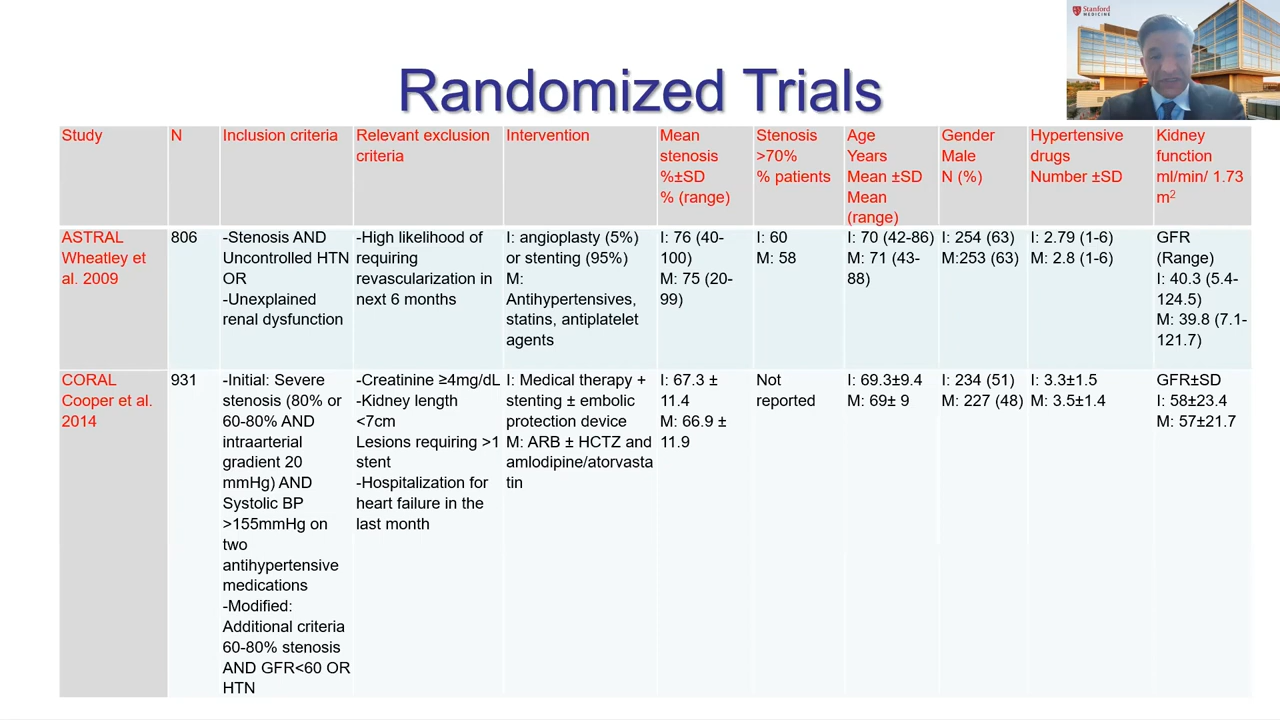 Stanford
MEDICINE
Randomized Trials
Study
N
Inclusion criteria
Relevant exclusion
criteria
Intervention
Mean
stenosis
%±SD
% (range)
Stenosis
>70%
% patients
Age
Years
Mean ±SD
Mean
(range)
Gender
Male
N (%)
Hypertensive
drugs
Number ±SD
Kidney
function
ml/min/ 1.73
m²
ASTRAL
Wheatley et
al. 2009
806
-Stenosis AND
Uncontrolled HTN
OR
-Unexplained
renal dysfunction
-High likelihood of
requiring
revascularization in
next 6 months
I: angioplasty (5%)
or stenting (95%)
M:
Antihypertensives,
statins, antiplatelet
agents
I: 76 (40-
100)
M: 75 (20-
99)
I: 60
M: 58
I: 70 (42-86)
M: 71 (43-
88)
I: 254 (63)
M:253 (63)
I: 2.79 (1-6)
M: 2.8 (1-6)
GFR
(Range)
I: 40.3 (5.4-
124.5)
M: 39.8 (7.1-
121.7)
CORAL
Cooper et al.
2014
931
-Initial: Severe
stenosis (80% or
60-80% AND
intraarterial
gradient 20
mmHg) AND
Systolic BP
>155mmHg on
two
antihypertensive
medications
-Modified:
Additional criteria
60-80% stenosis
AND GFR<60 OR
HTN
-Creatinine ≥4mg/dL
-Kidney length
<7cm
Lesions requiring >1
stent
-Hospitalization for
heart failure in the
last month
I: Medical therapy +
stenting ± embolic
protection device
M: ARB ± HCTZ and
amlodipine/atorvasta
tin
I: 67.3 ±
11.4
M: 66.9 ±
11.9
Not
reported
I: 69.3±9.4
M: 69± 9
I: 234 (51)
M: 227 (48)
I: 3.3±1.5
M: 3.5±1.4
GFR±SD
I: 58±23.4
M: 57±21.7